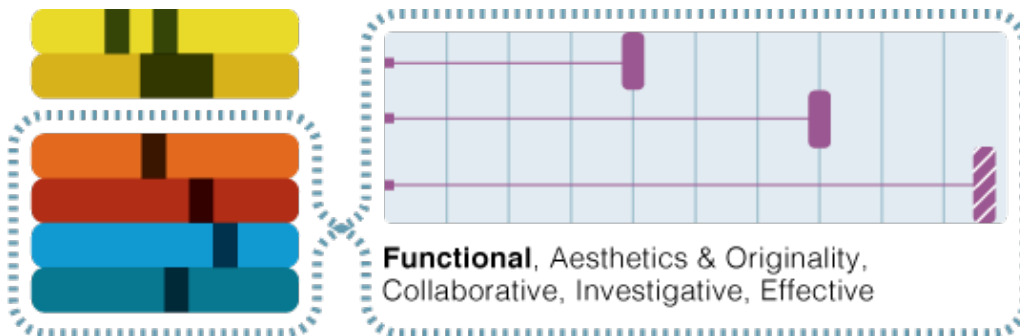 Functional, Aesthetics & Originality,
Collaborative, Investigative, Effective